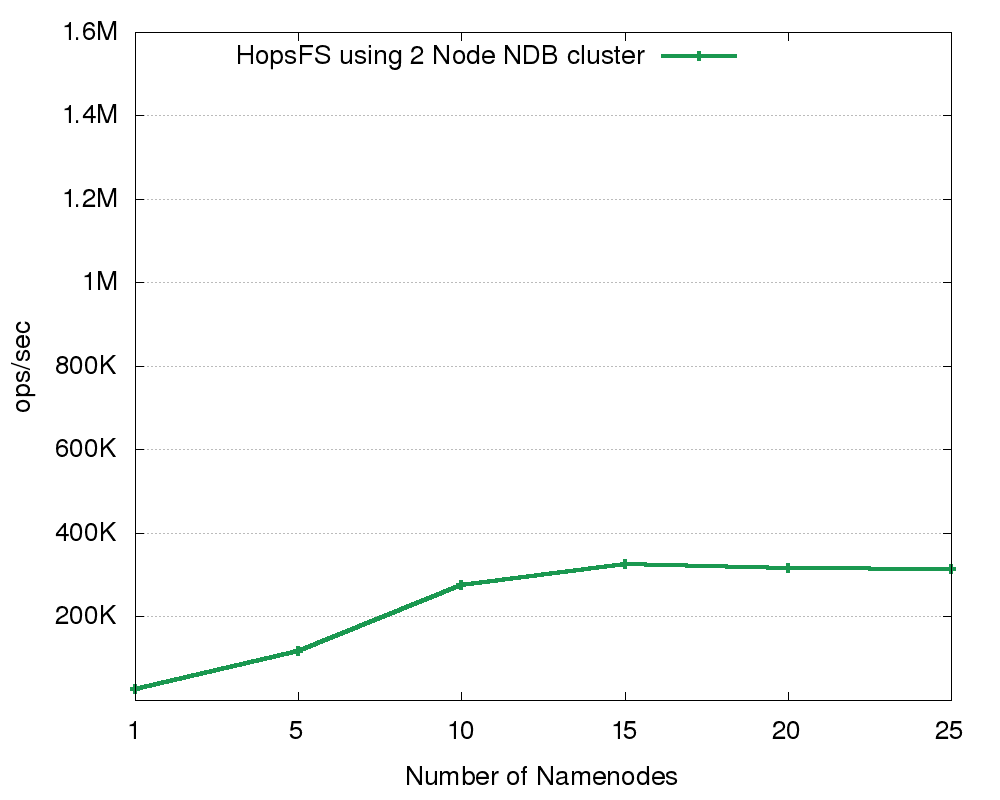 HopsFS using 2 Node NDB cluster
1.6M
1.4M
1.2M
1M
800K
600K
400K
200K
ops/sec
1 5 10 15 20 25
Number of Namenodes